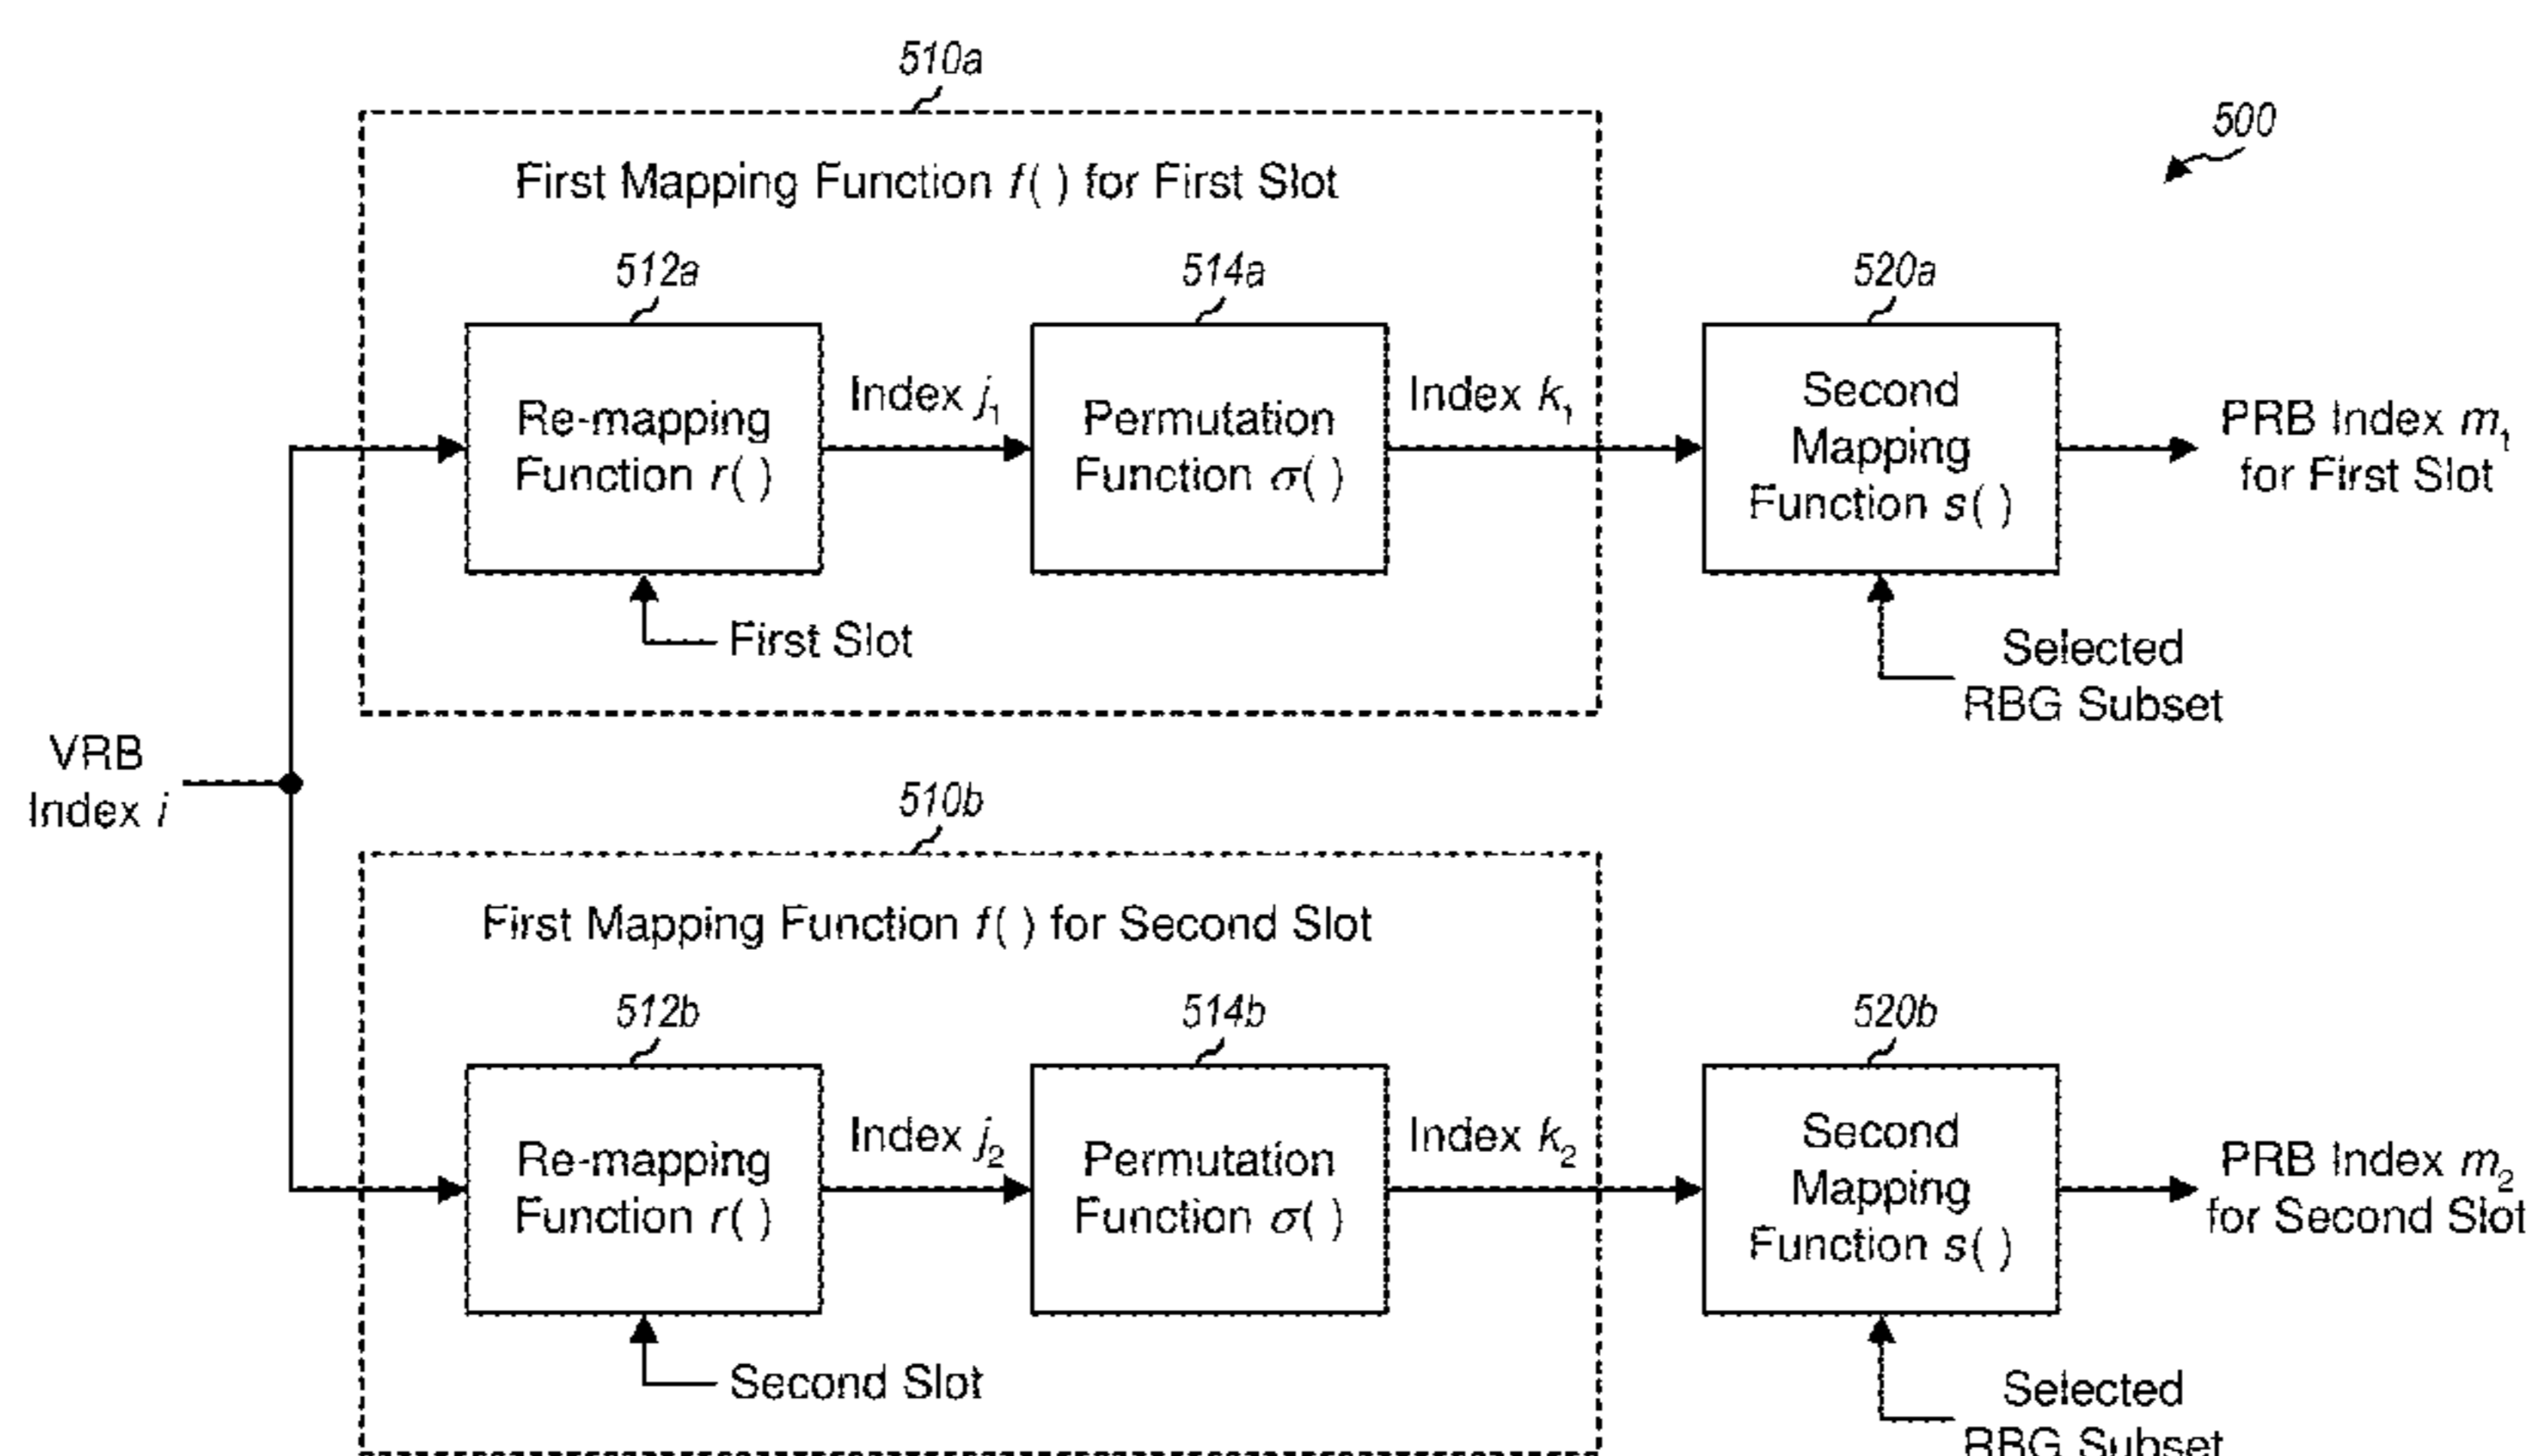 510a
500
First Mapping Function f( ) for First Slot
512a
514a
520a
Re-mapping
Function r( )
Index j₁
Permutation
Function σ( )
Index k₁
Second
Mapping
Function s( )
PRB Index m₁
for First Slot
First Slot
Selected
RBG Subset
VRB
Index i
510b
First Mapping Function f( ) for Second Slot
512b
514b
520b
Re-mapping
Function r( )
Index j₂
Permutation
Function σ( )
Index k₂
Second
Mapping
Function s( )
PRB Index m₂
for Second Slot
Second Slot
Selected
RBG Subset